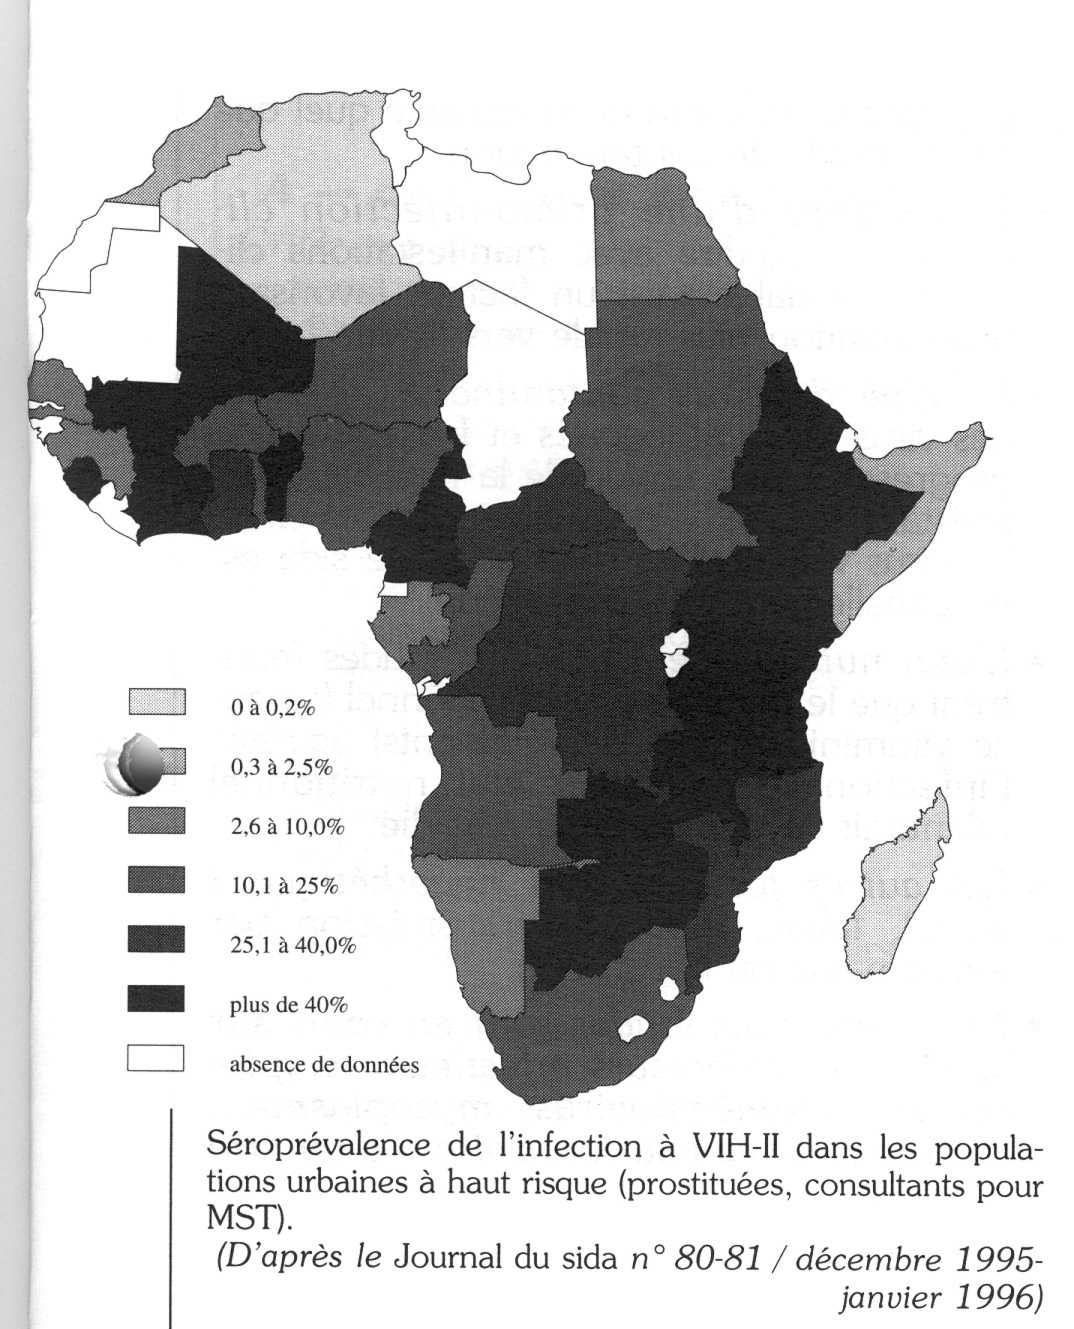 0 à 0,2%
0,3 à 2,5%
2,6 à 10,0%
10,1 à 25%
25,1 à 40,0%
plus de 40%
absence de données
Séroprévalence de l'infection à VIH-II dans les popula-
tions urbaines à haut risque (prostituées, consultants pour
MST).
(D'après le Journal du sida n° 80-81 / décembre 1995-
janvier 1996)